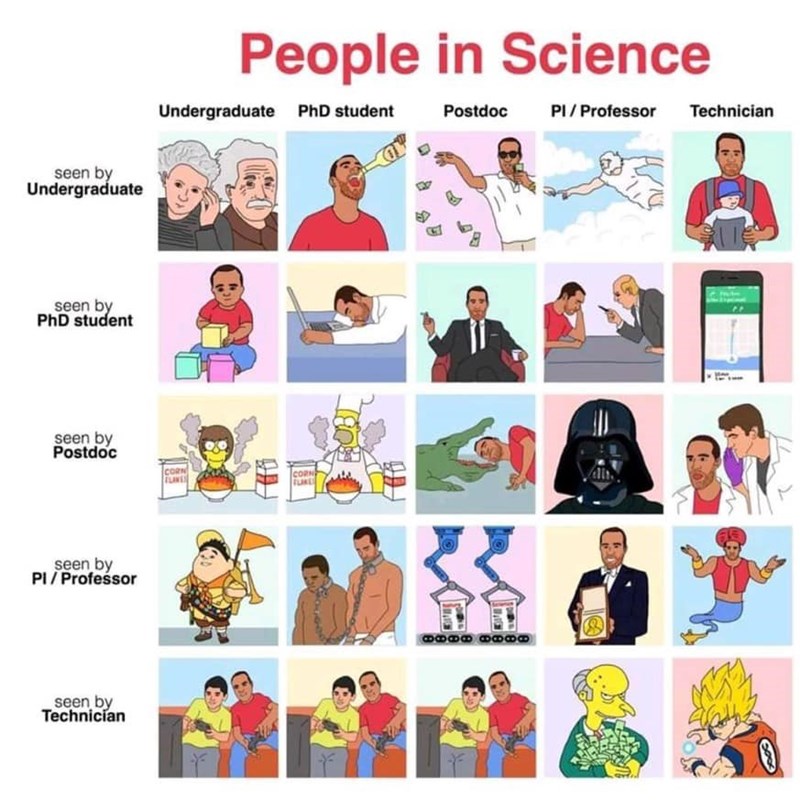 People in Science
Undergraduate PhD student Postdoc PI / Professor Technician
seen by
Undergraduate
seen by
PhD student
seen by
Postdoc
CORN
FLAKES
CORN
FLAKES
seen by
PI / Professor
Nature
Science
seen by
Technician